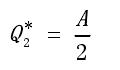 Q₂* = A/2